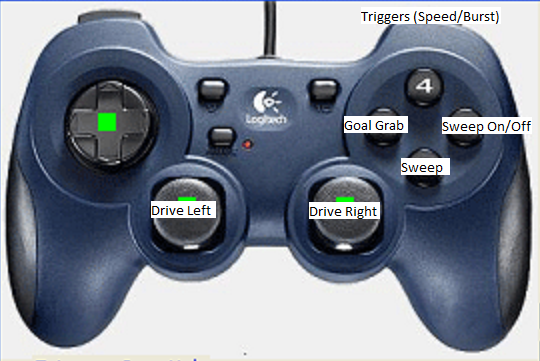 Triggers (Speed/Burst)
4
Logitech
Goal Grab
Sweep On/Off
Sweep
Drive Left
Drive Right